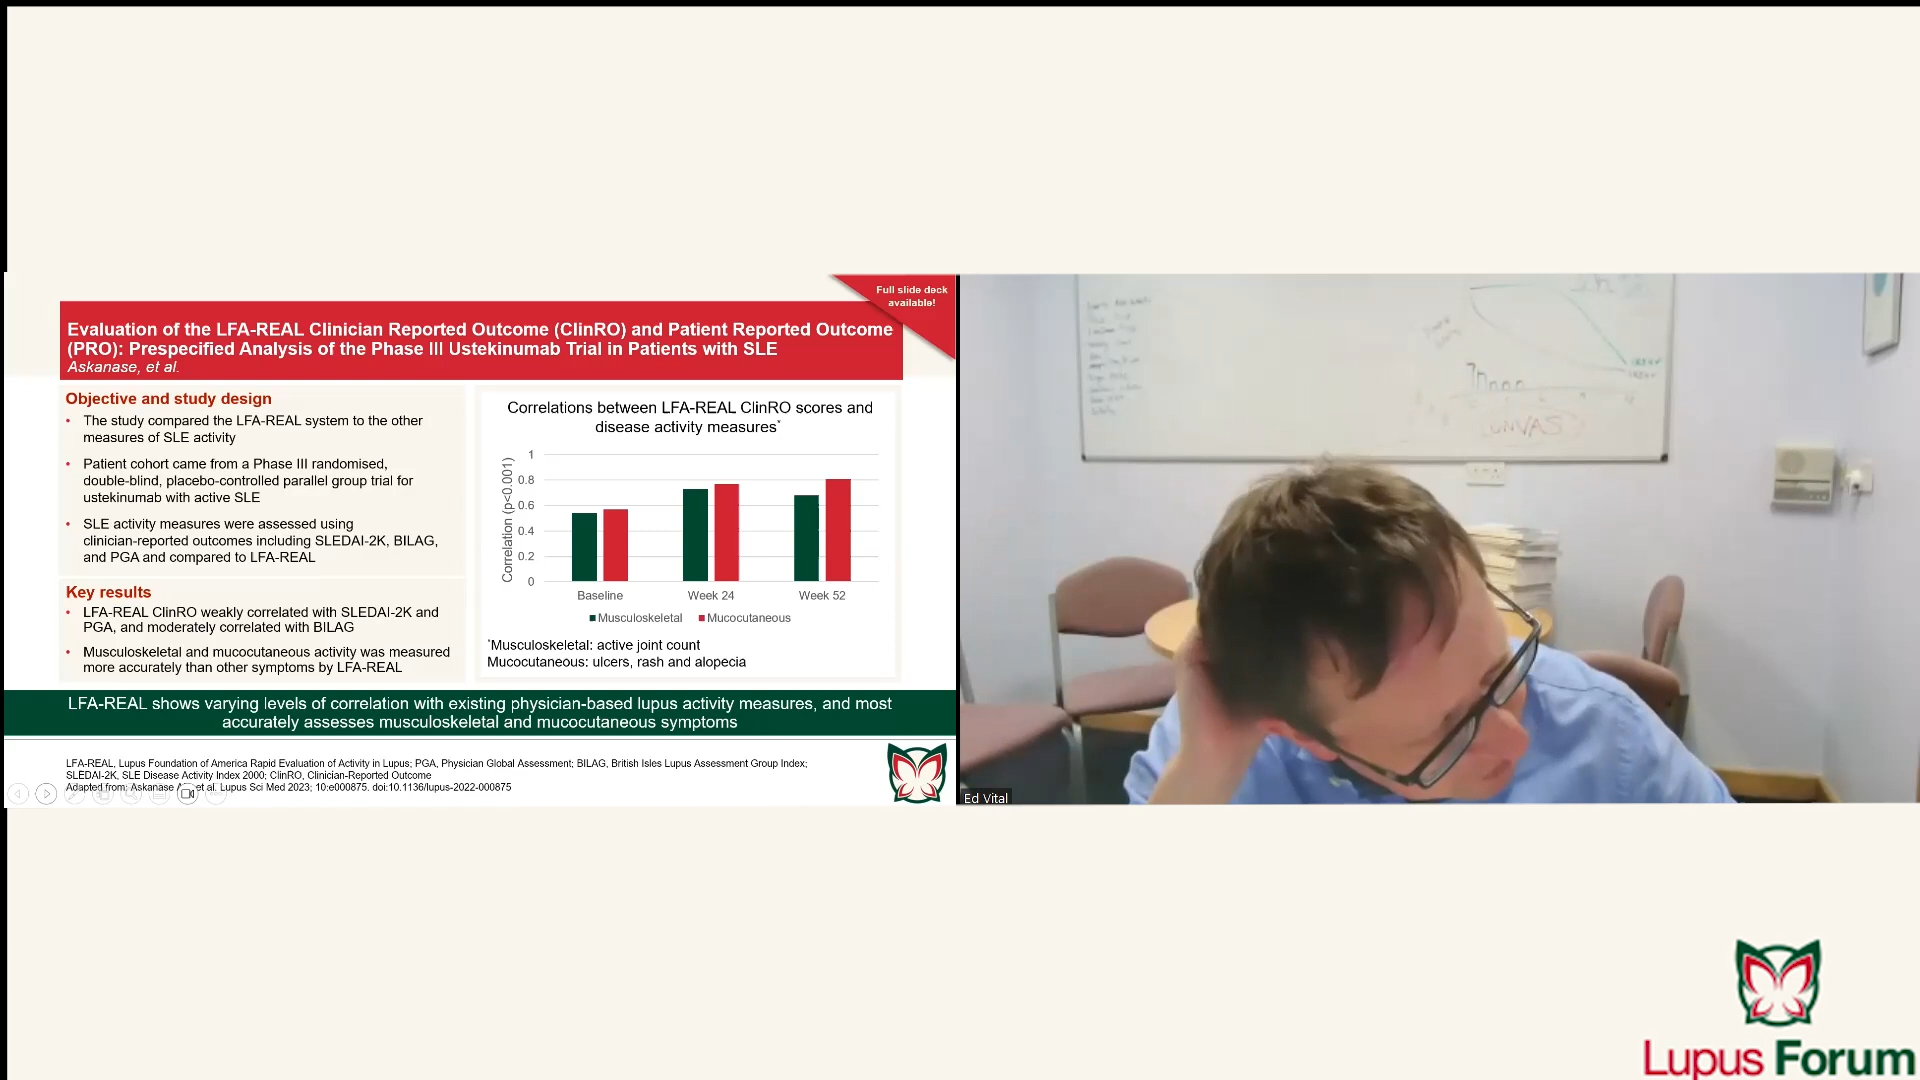 Full slide deck
available!
Evaluation of the LFA-REAL Clinician Reported Outcome (ClinRO) and Patient Reported Outcome
(PRO): Prespecified Analysis of the Phase III Ustekinumab Trial in Patients with SLE
Askanase, et al.
Objective and study design
• The study compared the LFA-REAL system to the other
measures of SLE activity
• Patient cohort came from a Phase III randomised,
double-blind, placebo-controlled parallel group trial for
ustekinumab with active SLE
• SLE activity measures were assessed using
clinician-reported outcomes including SLEDAI-2K, BILAG,
and PGA and compared to LFA-REAL
Key results
• LFA-REAL ClinRO weakly correlated with SLEDAI-2K and
PGA, and moderately correlated with BILAG
• Musculoskeletal and mucocutaneous activity was measured
more accurately than other symptoms by LFA-REAL
Correlations between LFA-REAL ClinRO scores and
disease activity measures*
Correlation (p<0.001)
1
0.8
0.6
0.4
0.2
0
Baseline Week 24 Week 52
Musculoskeletal Mucocutaneous
*Musculoskeletal: active joint count
Mucocutaneous: ulcers, rash and alopecia
LFA-REAL shows varying levels of correlation with existing physician-based lupus activity measures, and most
accurately assesses musculoskeletal and mucocutaneous symptoms
LFA-REAL, Lupus Foundation of America Rapid Evaluation of Activity in Lupus; PGA, Physician Global Assessment; BILAG, British Isles Lupus Assessment Group Index;
SLEDAI-2K, SLE Disease Activity Index 2000; ClinRO, Clinician-Reported Outcome
Adapted from: Askanase A, et al. Lupus Sci Med 2023; 10:e000875. doi:10.1136/lupus-2022-000875
Ed Vital
Lupus Forum